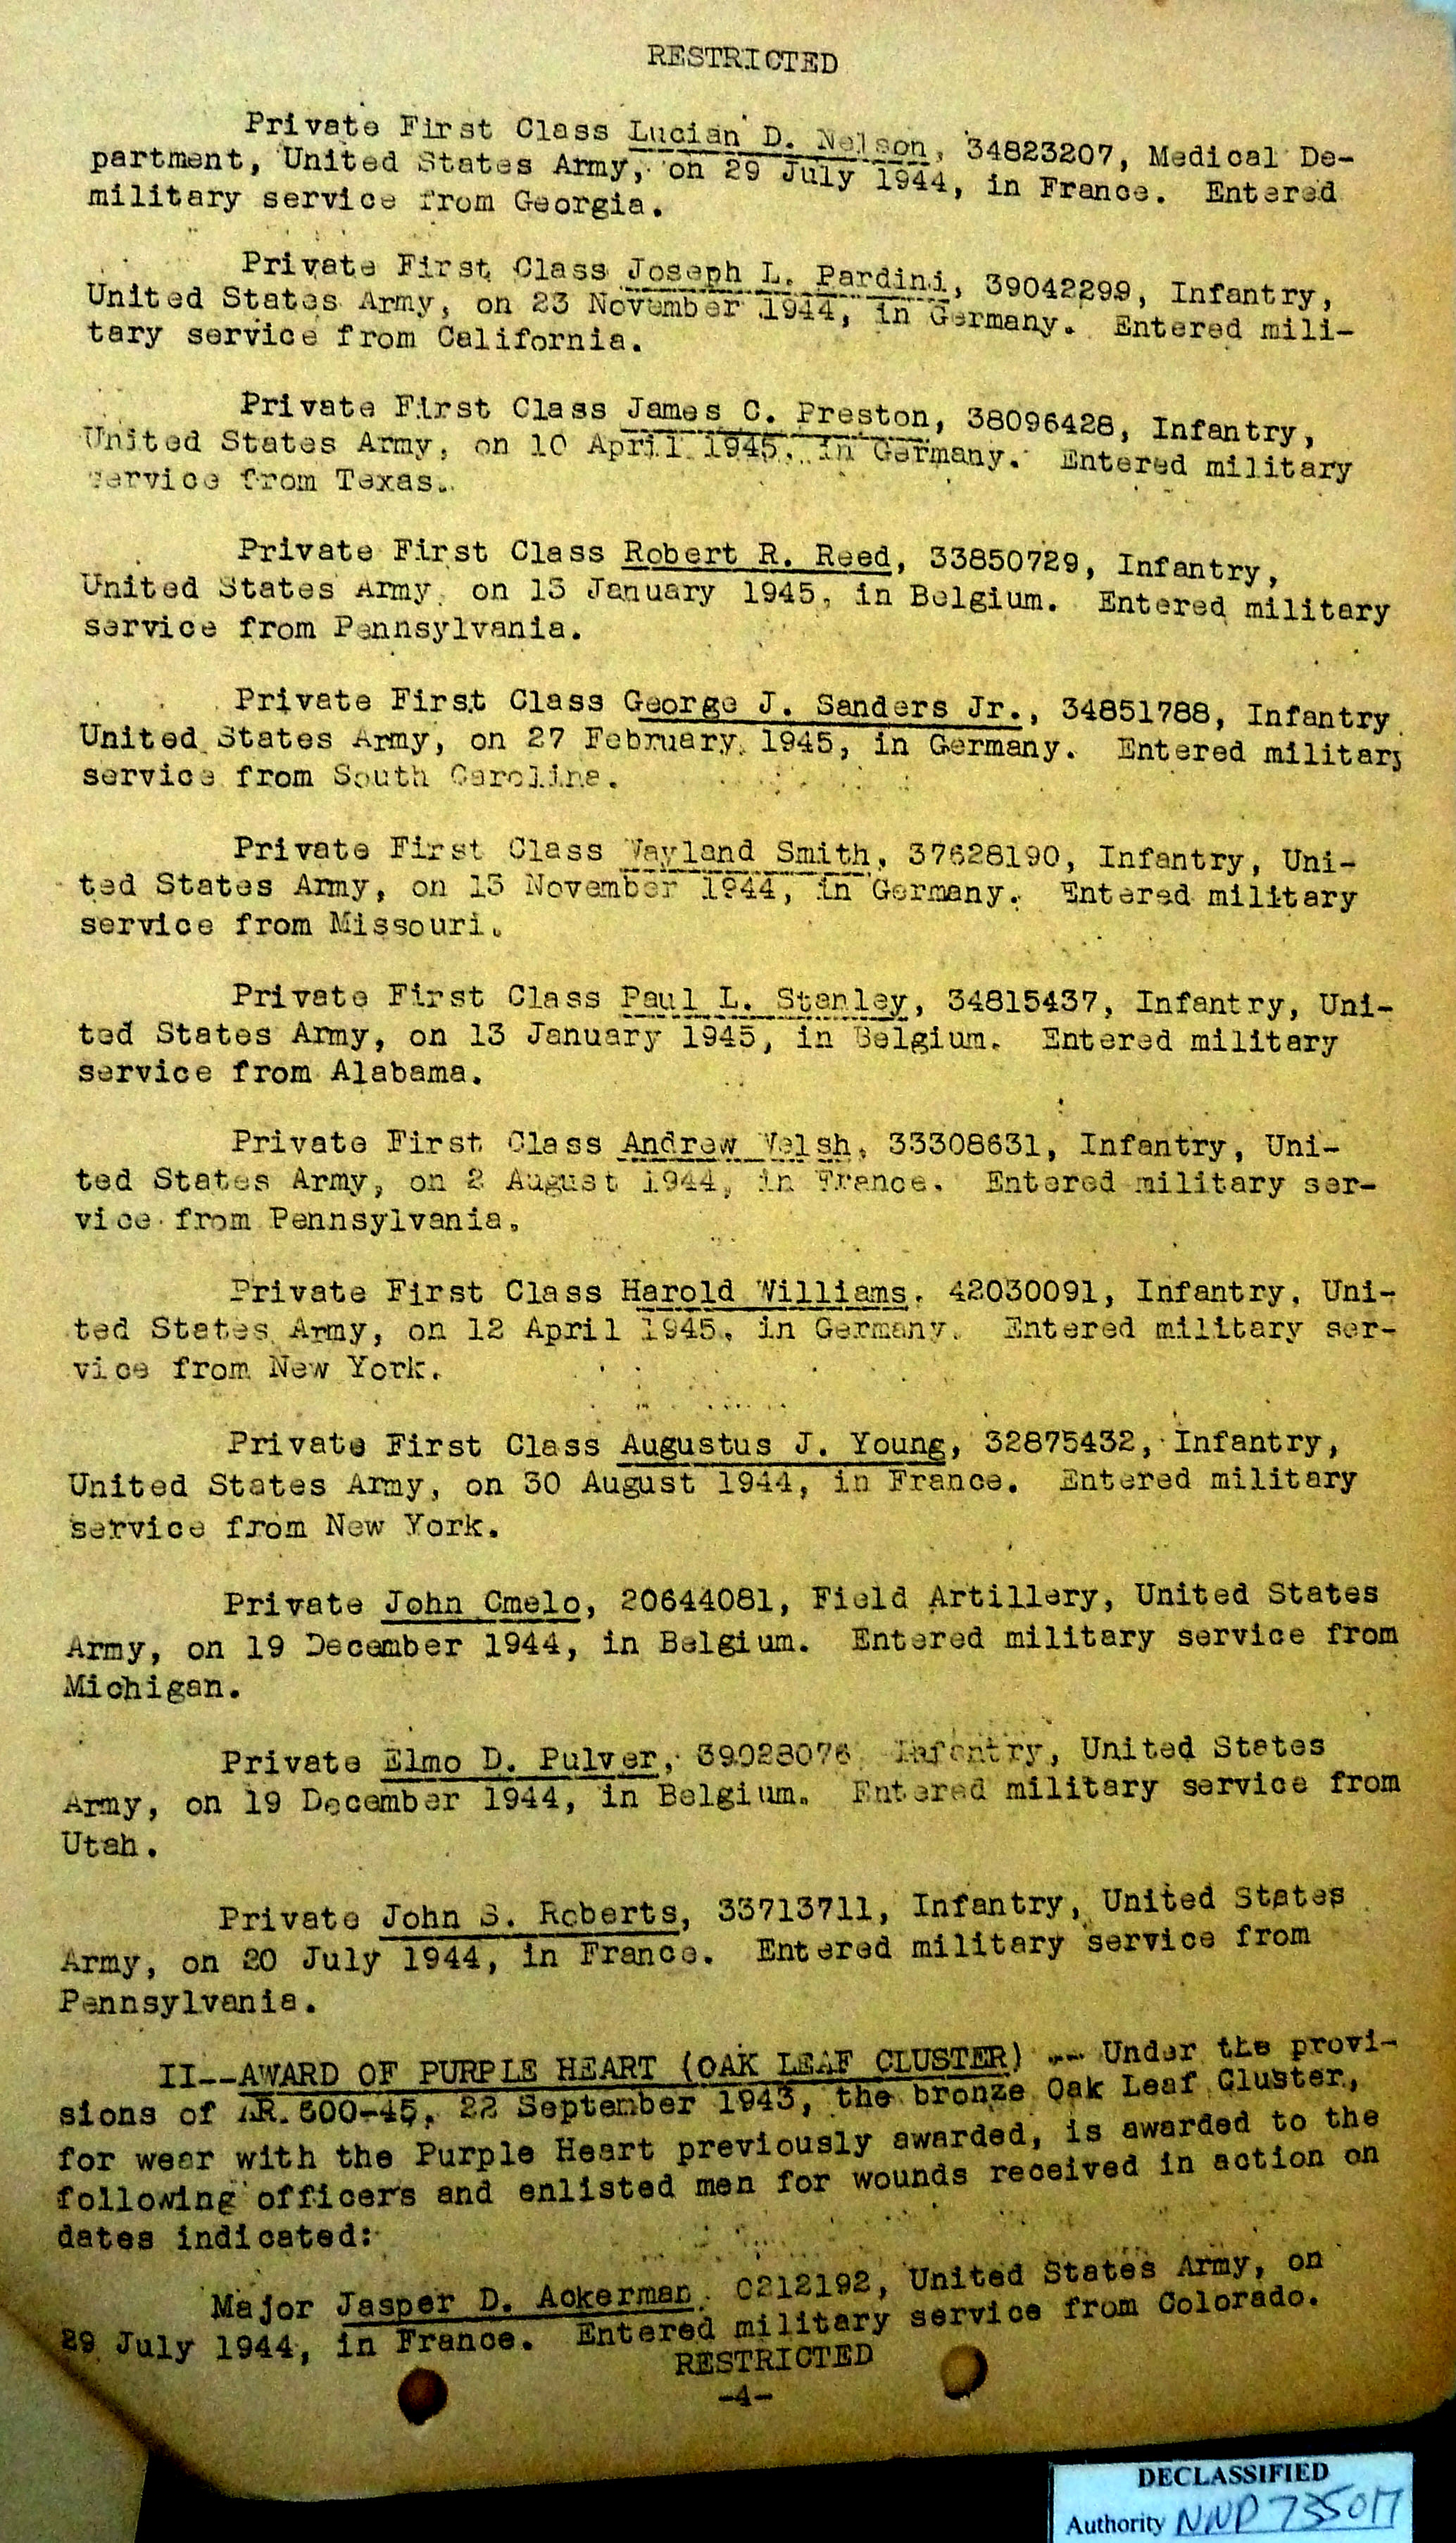 RESTRICTED
Private First Class Lucian D. Nelson, 34823207, Medical De-
partment, United States Army, on 29 July 1944, in France. Entered
military service from Georgia.
Private First Class Joseph L. Pardini, 39042299, Infantry,
United States Army, on 23 November 1944, in Germany. Entered mili-
tary service from California.
Private First Class James C. Preston, 38096428, Infantry,
United States Army, on 10 April 1945, in Germany. Entered military
service from Texas.
Private First Class Robert R. Reed, 33850729, Infantry,
United States Army, on 13 January 1945, in Belgium. Entered military
service from Pennsylvania.
Private First Class George J. Sanders Jr., 34851788, Infantry
United States Army, on 27 February 1945, in Germany. Entered military
service from South Carolina.
Private First Class Wayland Smith, 37628190, Infantry, Uni-
ted States Army, on 13 November 1944, in Germany. Entered military
service from Missouri.
Private First Class Paul L. Stanley, 34815437, Infantry, Uni-
ted States Army, on 13 January 1945, in Belgium. Entered military
service from Alabama.
Private First Class Andrew Welsh, 33308631, Infantry, Uni-
ted States Army, on 2 August 1944, in France. Entered military ser-
vice from Pennsylvania.
Private First Class Harold Williams, 42030091, Infantry, Uni-
ted States Army, on 12 April 1945, in Germany. Entered military ser-
vice from New York.
Private First Class Augustus J. Young, 32875432, Infantry,
United States Army, on 30 August 1944, in France. Entered military
service from New York.
Private John Cmelo, 20644081, Field Artillery, United States
Army, on 19 December 1944, in Belgium. Entered military service from
Michigan.
Private Elmo D. Pulver, 39028076 Infantry, United States
Army, on 19 December 1944, in Belgium. Entered military service from
Utah.
Private John S. Roberts, 33713711, Infantry, United States
Army, on 20 July 1944, in France. Entered military service from
Pennsylvania.
II--AWARD OF PURPLE HEART (OAK LEAF CLUSTER) -- Under the provi-
sions of AR 600-45, 22 September 1943, the bronze Oak Leaf Cluster,
for wear with the Purple Heart previously awarded, is awarded to the
following officers and enlisted men for wounds received in action on
dates indicated:
Major Jasper D. Ackerman, O212192, United States Army, on
29 July 1944, in France. Entered military service from Colorado.
RESTRICTED
-4-
DECLASSIFIED
Authority NND 735017